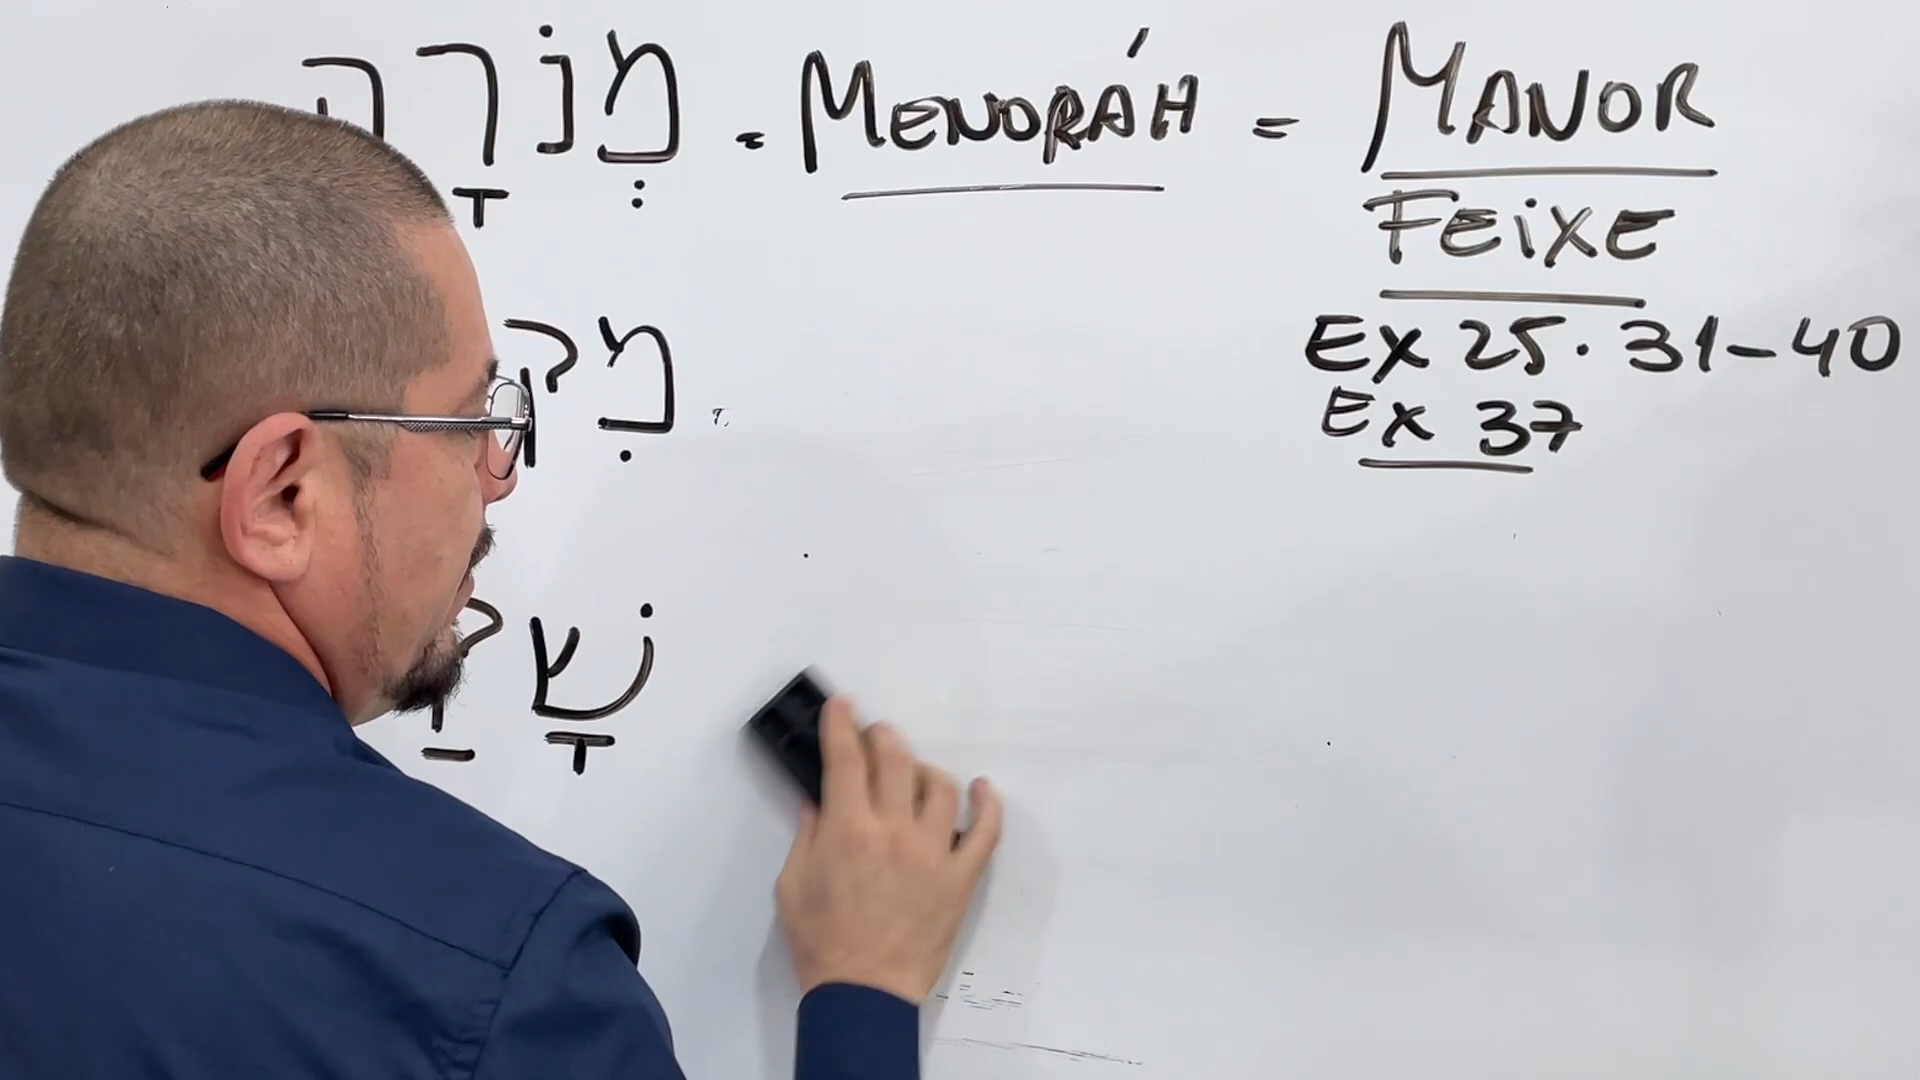 מְנֹרָה = MENORÁH = MANOR
FEIXE
EX 25. 31-40
EX 37